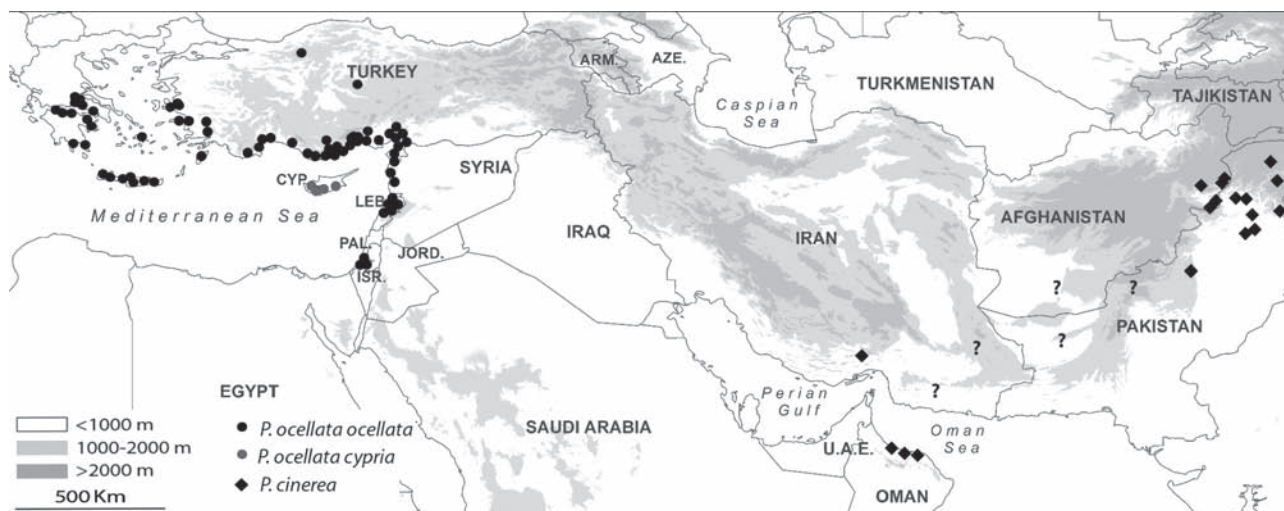 ARM.
AZE.
TURKEY
Caspian
Sea
TURKMENISTAN
TAJIKISTAN
CYP.
SYRIA
Mediterranean Sea
LEB.
IRAQ
IRAN
AFGHANISTAN
PAL.
JORD.
ISR.
?
?
PAKISTAN
?
?
?
EGYPT
Perian
Gulf
Oman
Sea
SAUDI ARABIA
U.A.E.
OMAN
<1000 m
1000-2000 m
>2000 m
500 Km
P. ocellata ocellata
P. ocellata cypria
P. cinerea